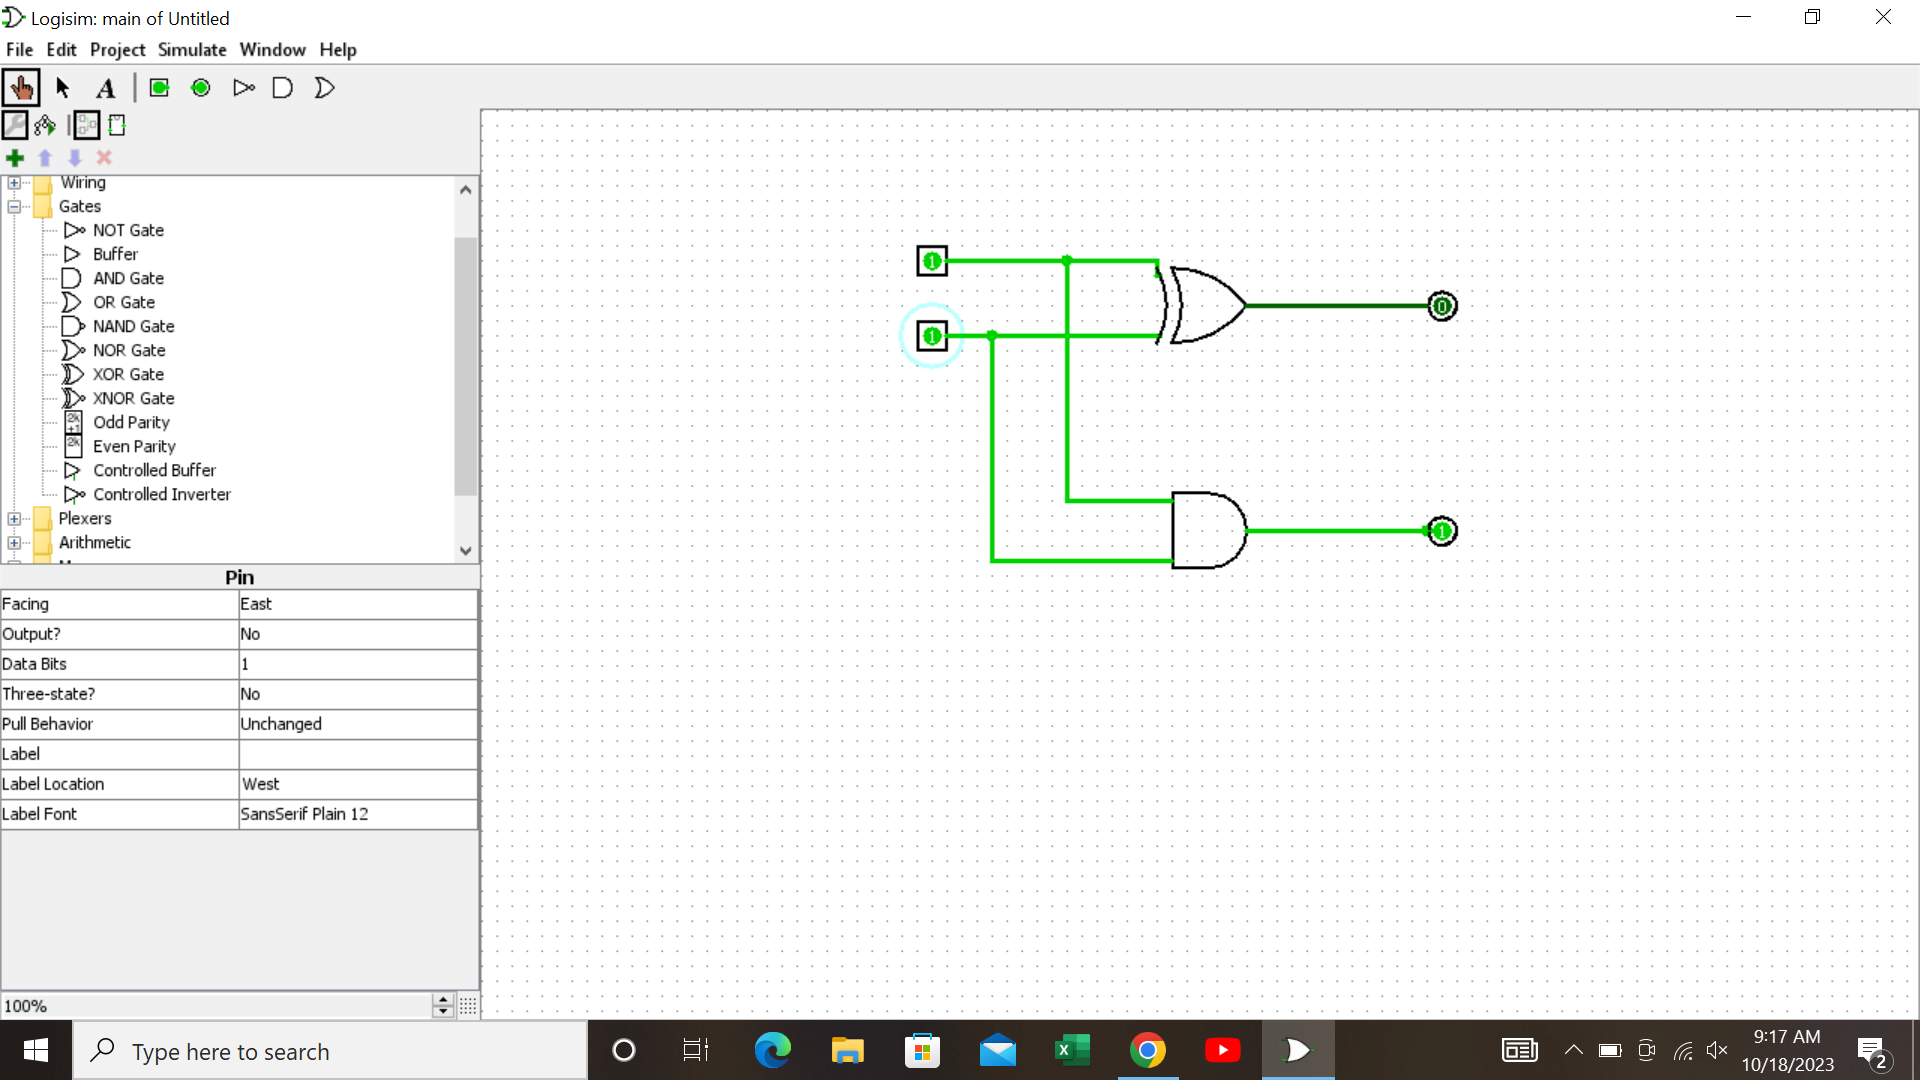 Logisim: main of Untitled
File Edit Project Simulate Window Help
A
Wiring
Gates
NOT Gate
Buffer
AND Gate
OR Gate
NAND Gate
NOR Gate
XOR Gate
XNOR Gate
2k
+1
Odd Parity
2k
Even Parity
Controlled Buffer
Controlled Inverter
Plexers
Arithmetic
Pin
Facing East
Output? No
Data Bits 1
Three-state? No
Pull Behavior Unchanged
Label
Label Location West
Label Font SansSerif Plain 12
100%
1
0
1
1
Type here to search
9:17 AM
10/18/2023
2